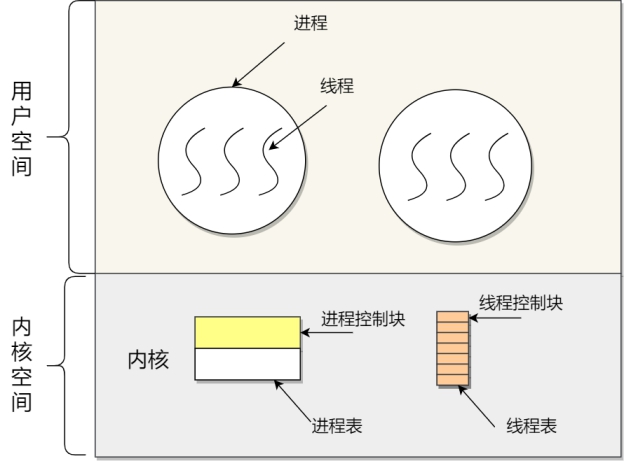 进程
线程
用户空间
进程控制块
线程控制块
内核
进程表
线程表
内核空间